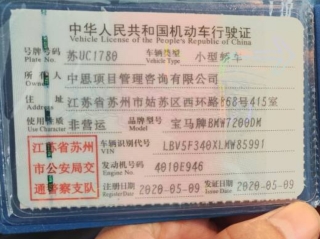 中华人民共和国机动车行驶证
Vehicle License of the People's Republic of China
号牌号码 苏UC1780 车辆类型 小型轿车
Plate No. Vehicle Type
所有人 中恩项目管理咨询有限公司
Owner
住址 江苏省苏州市姑苏区西环路168号415室
Address
使用性质 非营运 品牌型号 宝马牌BMW7200DM
Use Character Model
江苏省苏州
市公安局交
通警察支队
车辆识别代号 LBV5F340XLMW85991
VIN
发动机号码 4010E946
Engine No.
注册日期 2020-05-09 发证日期 2020-05-09
Register Date Issue Date